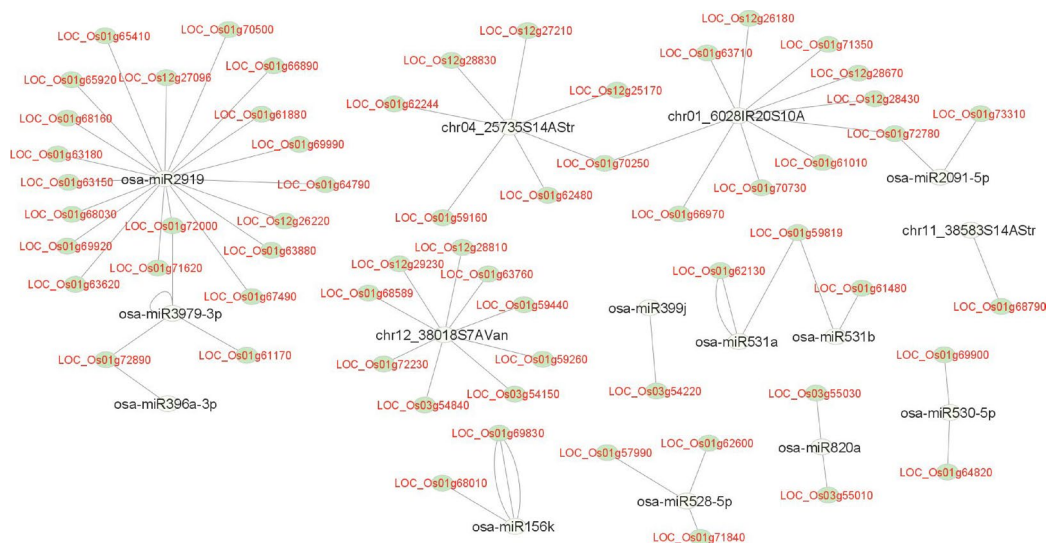 LOC_Os12g26180
LOC_Os01g70500
LOC_Os12g27210
LOC_Os01g65410
LOC_Os01g71350
LOC_Os01g63710
LOC_Os12g28830
LOC_Os01g66890
LOC_Os12g28670
LOC_Os01g65920
LOC_Os12g27096
LOC_Os12g25170
LOC_Os12g28430
LOC_Os01g62244
LOC_Os01g61880
LOC_Os01g73310
chr01_6028IR20S10A
LOC_Os01g68160
chr04_25735S14AStr
LOC_Os01g72780
LOC_Os01g69990
LOC_Os01g63180
LOC_Os01g70250
LOC_Os01g61010
osa-miR2919
osa-miR2091-5p
LOC_Os01g63150
LOC_Os01g64790
LOC_Os01g70730
LOC_Os01g62480
LOC_Os01g68030
LOC_Os01g66970
LOC_Os01g59160
LOC_Os12g26220
LOC_Os01g72000
chr11_38583S14AStr
LOC_Os01g59819
LOC_Os01g69920
LOC_Os12g28810
LOC_Os01g63880
LOC_Os12g29230
LOC_Os01g71620
LOC_Os01g62130
LOC_Os01g63760
LOC_Os01g63620
LOC_Os01g61480
LOC_Os01g68589
LOC_Os01g67490
LOC_Os01g59440
osa-miR399j
LOC_Os01g68790
osa-miR3979-3p
chr12_38018S7AVan
osa-miR531b
osa-miR531a
LOC_Os01g69900
LOC_Os01g61170
LOC_Os01g72890
LOC_Os01g59260
LOC_Os01g72230
LOC_Os03g54220
LOC_Os03g54150
LOC_Os03g55030
osa-miR396a-3p
LOC_Os03g54840
osa-miR530-5p
LOC_Os01g69830
LOC_Os01g62600
osa-miR820a
LOC_Os01g57990
LOC_Os01g64820
LOC_Os01g68010
LOC_Os03g55010
osa-miR528-5p
osa-miR156k
LOC_Os01g71840